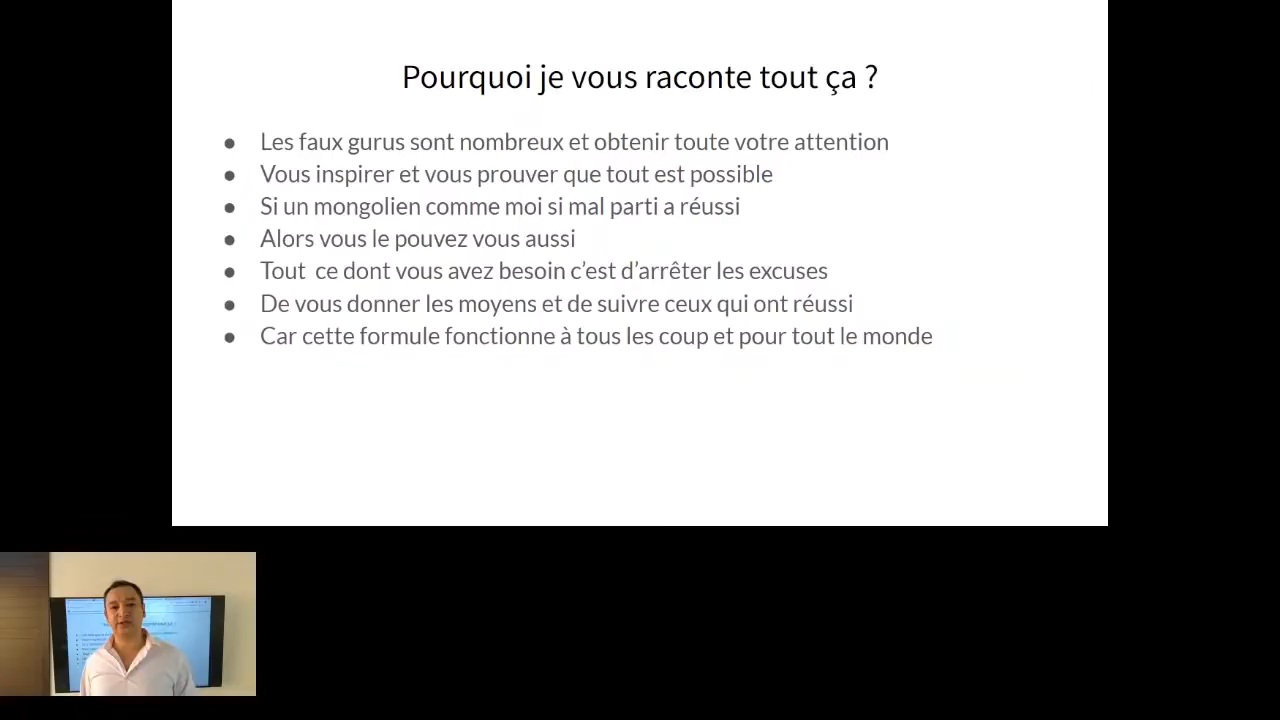 Pourquoi je vous raconte tout ça ?
● Les faux gurus sont nombreux et obtenir toute votre attention
● Vous inspirer et vous prouver que tout est possible
● Si un mongolien comme moi si mal parti a réussi
● Alors vous le pouvez vous aussi
● Tout  ce dont vous avez besoin c’est d’arrêter les excuses
● De vous donner les moyens et de suivre ceux qui ont réussi
● Car cette formule fonctionne à tous les coup et pour tout le monde